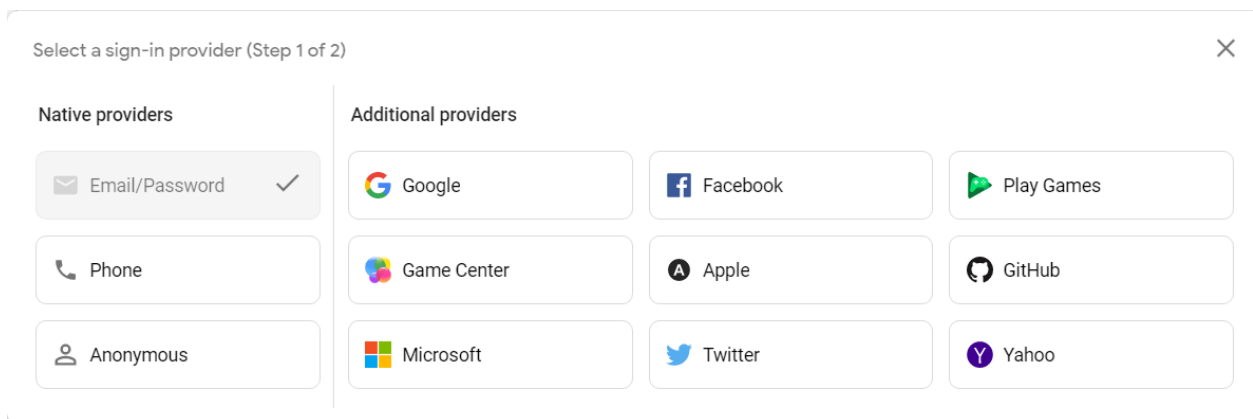 Select a sign-in provider (Step 1 of 2)
Native providers
Additional providers
Email/Password
Google
Facebook
Play Games
Phone
Game Center
Apple
GitHub
Anonymous
Microsoft
Twitter
Yahoo